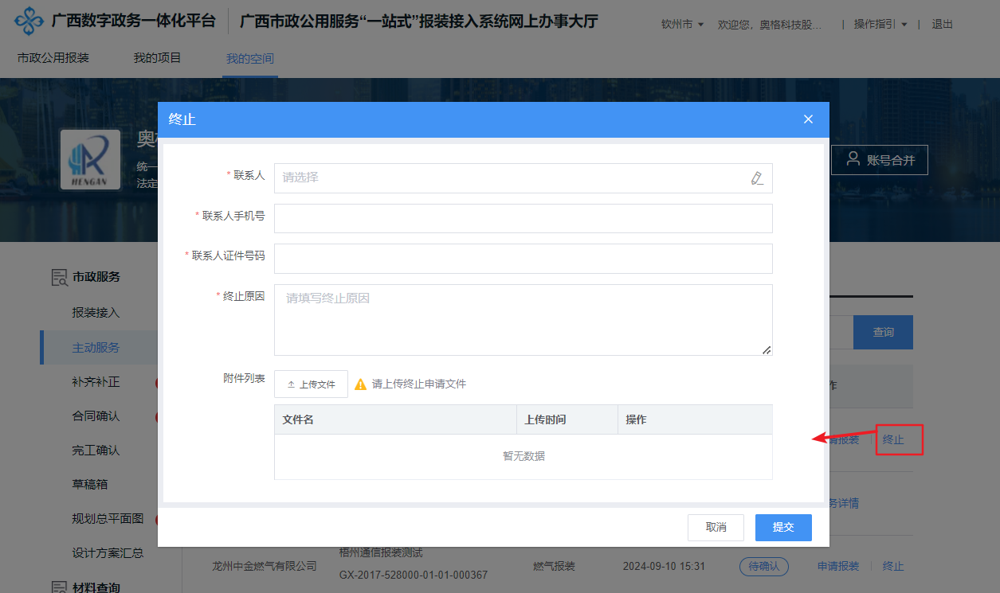 广西数字政务一体化平台 广西市政公用服务“一站式”报装接入系统网上办事大厅 钦州市 欢迎您，奥格科技股... | 操作指引 | 退出
市政公用报装 我的项目 我的空间
终止
奥
统一
法定
HENGAN
账号合并
* 联系人 请选择
* 联系人手机号
* 联系人证件号码
* 终止原因 请填写终止原因
附件列表 上传文件 请上传终止申请文件
文件名 上传时间 操作
暂无数据
取消 提交
市政服务
报装接入
主动服务
补齐补正
合同确认
完工确认
草稿箱
规划总平面图
设计方案汇总
材料查询
查询
作
请报装 终止
务详情
梧州通信报装测试
龙州中金燃气有限公司 GX-2017-528000-01-01-000367 燃气报装 2024-09-10 15:31 待确认 申请报装 终止